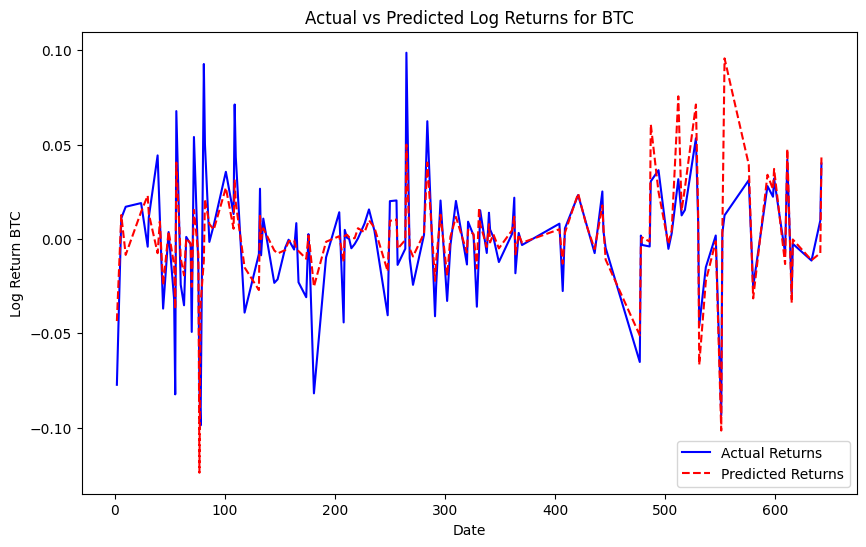 Actual vs Predicted Log Returns for BTC
Log Return BTC
0.10
0.05
0.00
−0.05
−0.10
0 100 200 300 400 500 600
Date
Actual Returns
Predicted Returns